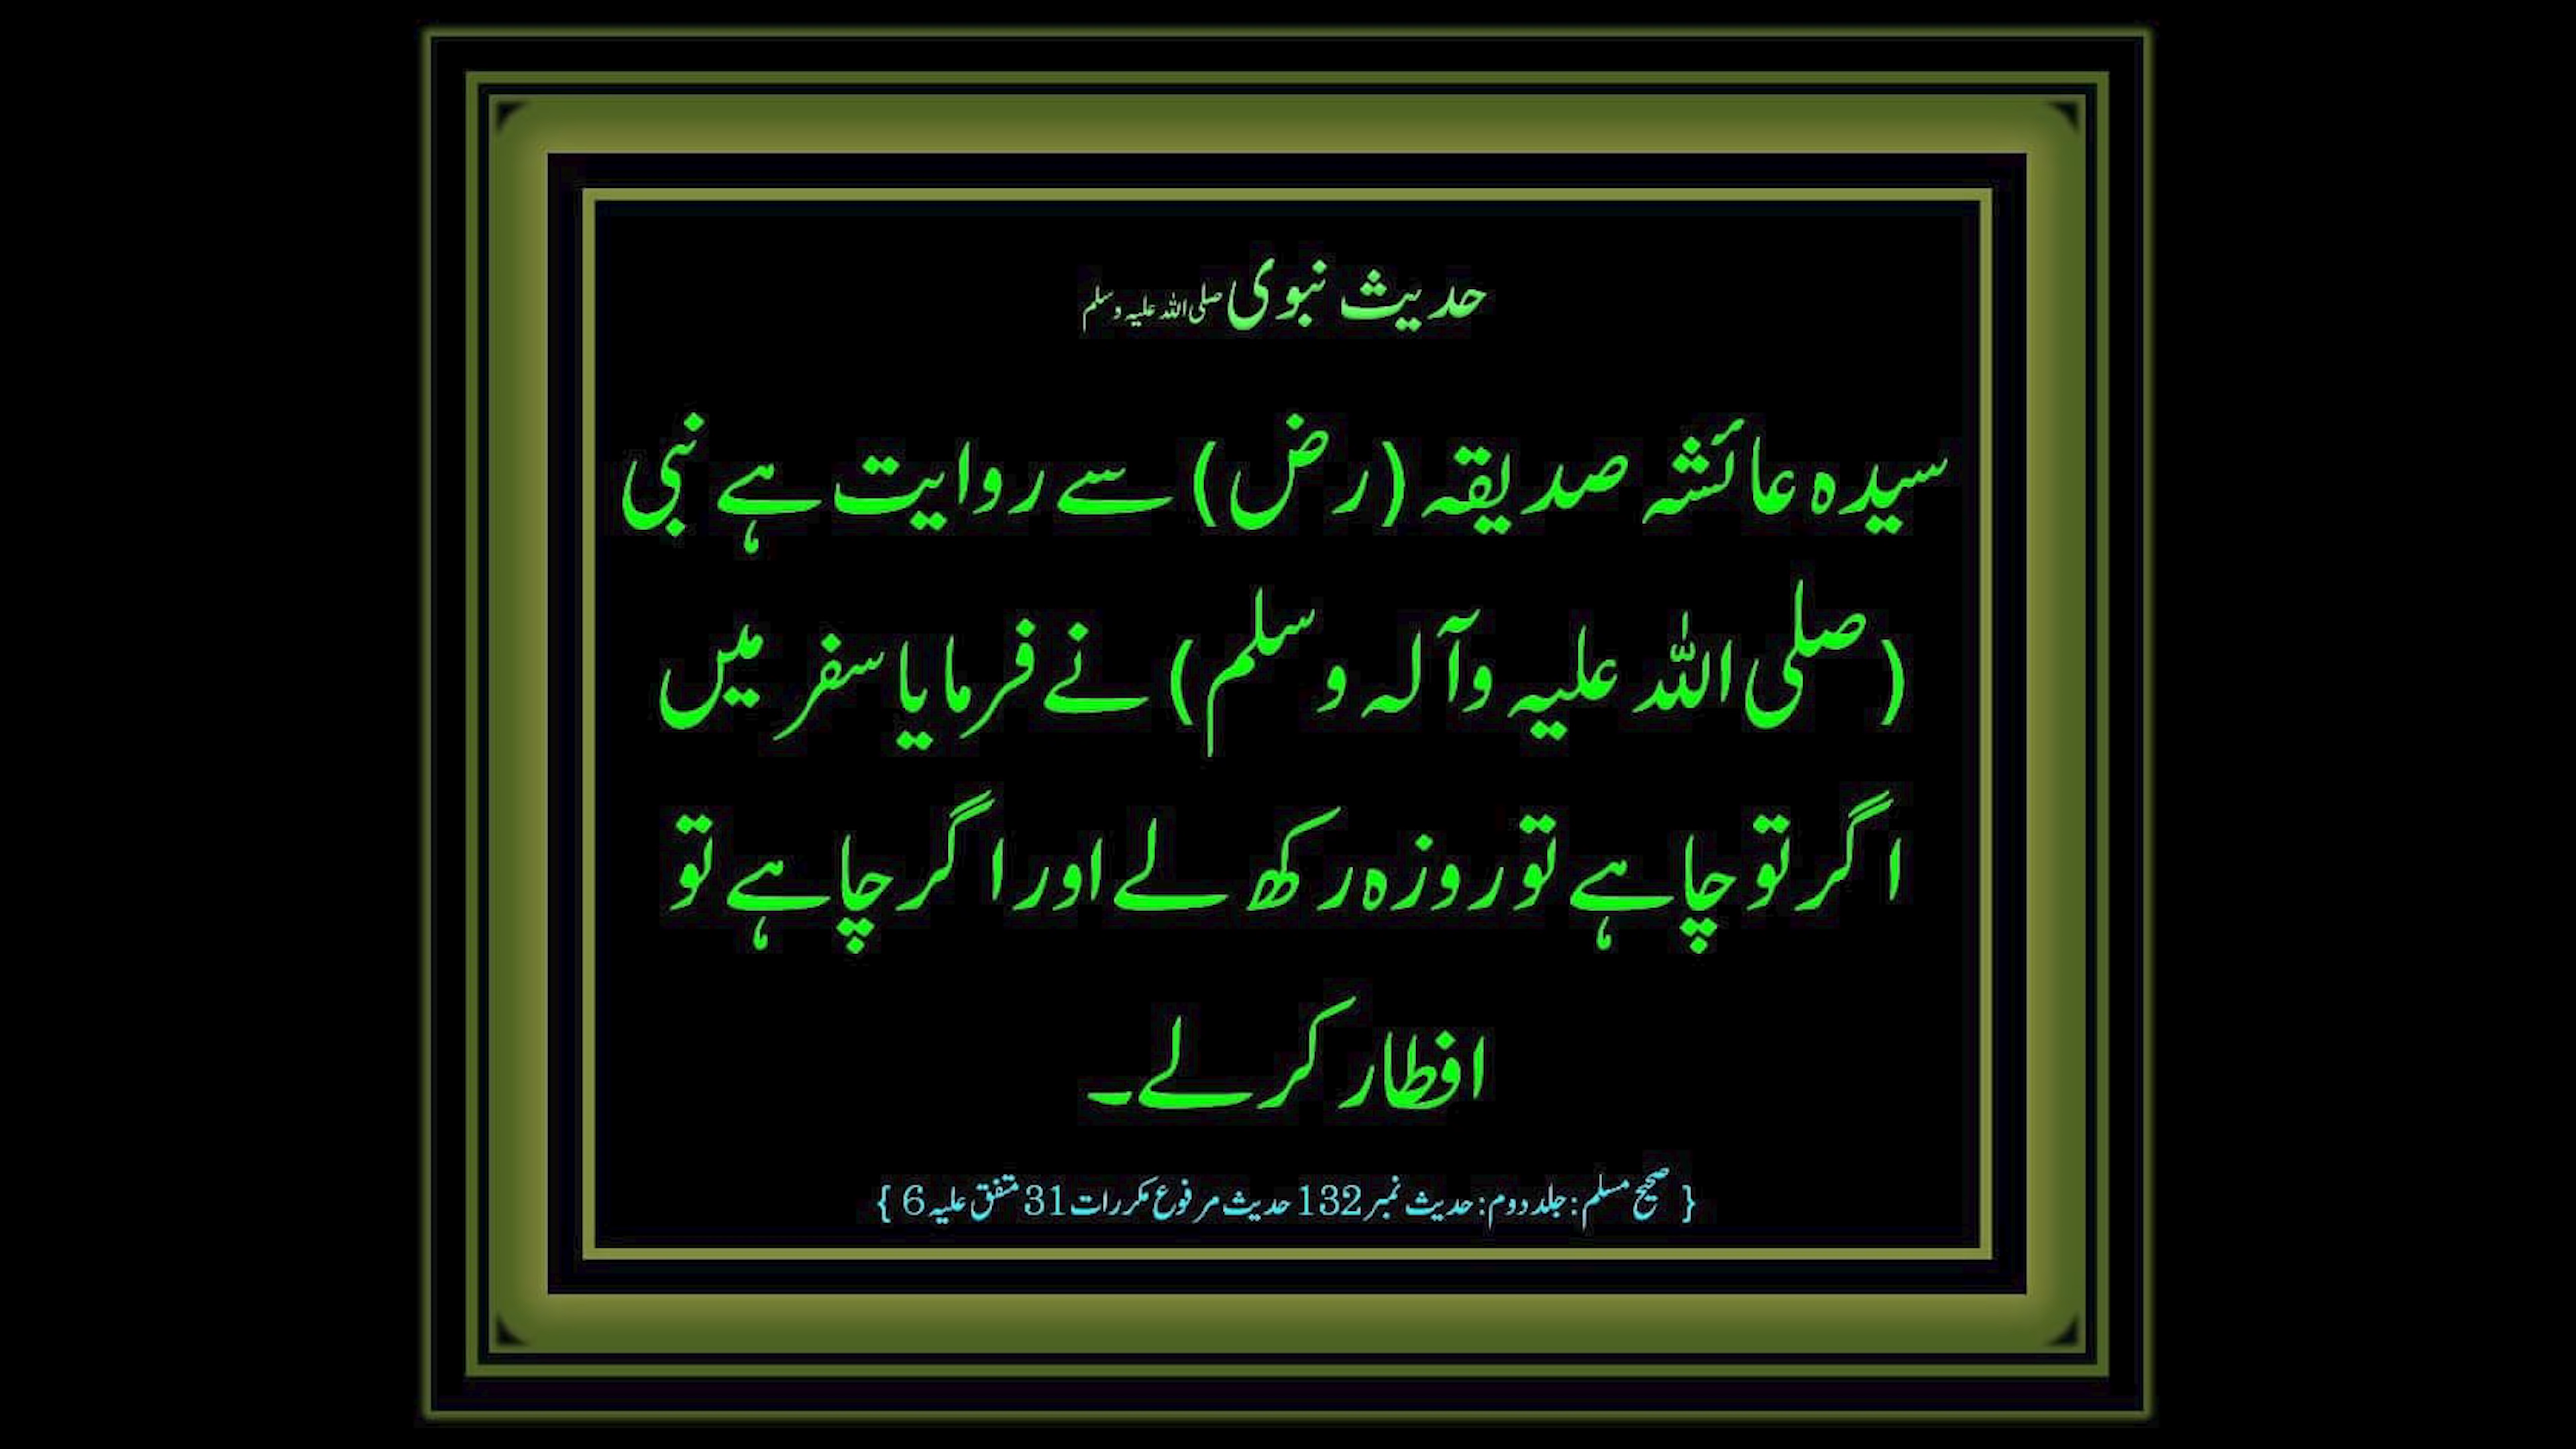 حدیث نبوی صلی اللہ علیہ وسلم
سیدہ عائشہ صدیقہ (رض) سے روایت ہے نبی
(صلی اللہ علیہ وآلہ وسلم) نے فرمایا سفر میں
اگر تو چاہے تو روزہ رکھ لے اور اگر چاہے تو
افطار کر لے۔
{ صحیح مسلم: جلد دوم: حدیث نمبر 132 حدیث مرفوع مکررات 31 متفق علیہ 6 }